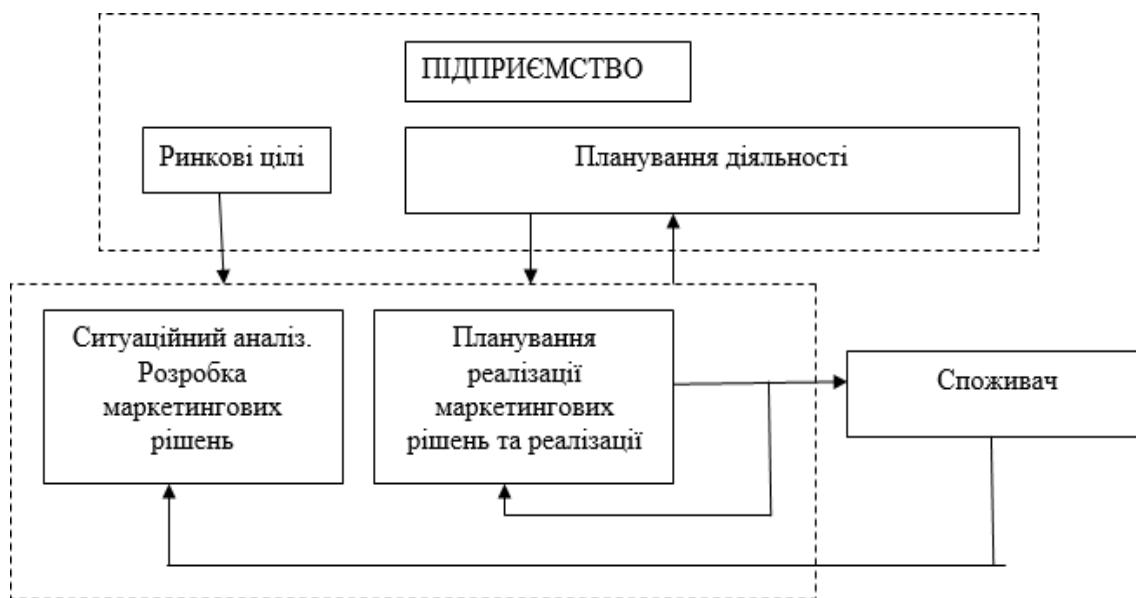 ПІДПРИЄМСТВО
Ринкові цілі
Планування діяльності
Ситуаційний аналіз.
Розробка
маркетингових
рішень
Планування
реалізації
маркетингових
рішень та реалізації
Споживач